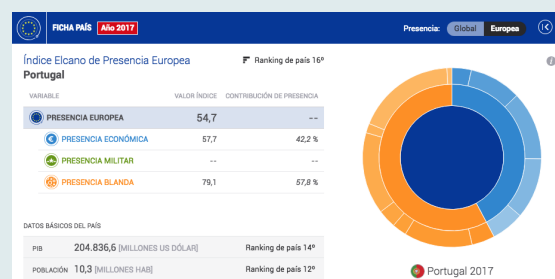 FICHA PAÍS Año 2017 Presencia: Global Europeo
Índice Elcano de Presencia Europea Ranking de país 16º
Portugal
VARIABLE VALOR ÍNDICE CONTRIBUCIÓN DE PRESENCIA
PRESENCIA EUROPEA 54,7 --
PRESENCIA ECONÓMICA 57,7 42,2 %
PRESENCIA MILITAR -- --
PRESENCIA BLANDA 79,1 57,8 %
DATOS BÁSICOS DEL PAÍS
PIB 204.836,6 [MILLONES US DÓLAR] Ranking de país 14º
POBLACIÓN 10,3 [MILLONES HAB] Ranking de país 12º
Portugal 2017